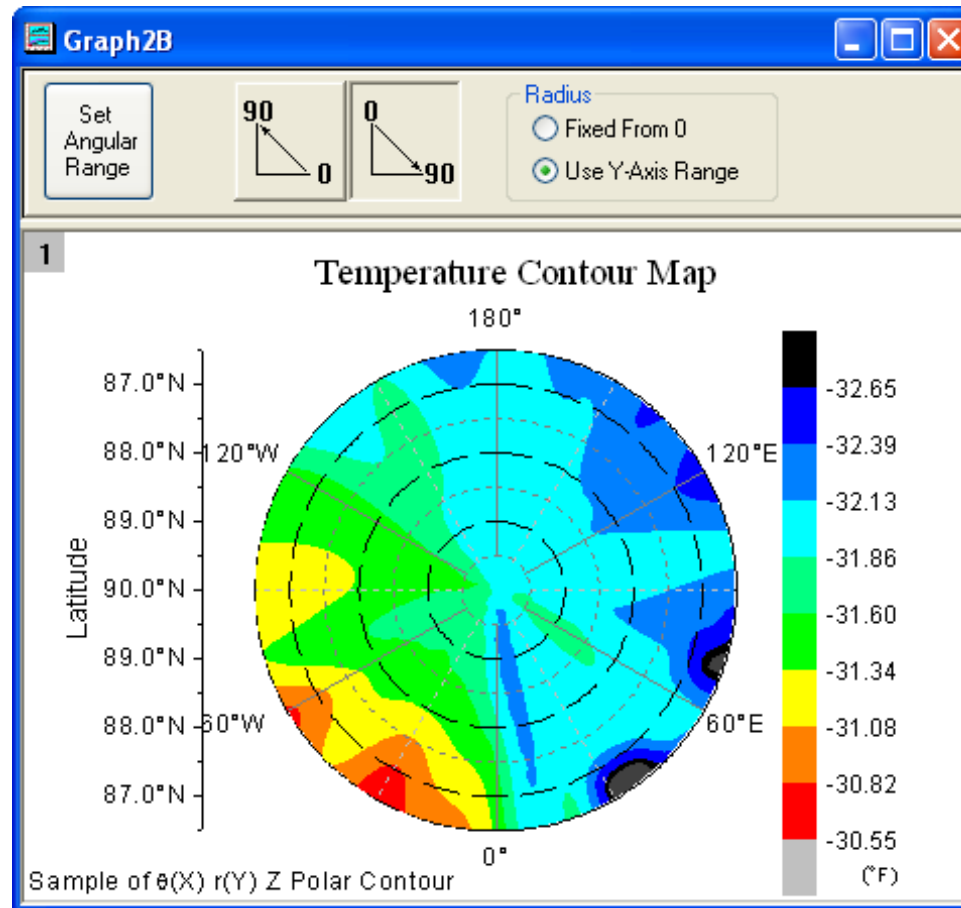 Graph2B
Set
Angular
Range
90
0
0
90
Radius
Fixed From 0
Use Y-Axis Range
1
Temperature Contour Map
180°
87.0°N
88.0°N
89.0°N
90.0°N
89.0°N
88.0°N
87.0°N
Latitude
120°W
120°E
60°W
60°E
0°
-32.65
-32.39
-32.13
-31.86
-31.60
-31.34
-31.08
-30.82
-30.55
(°F)
Sample of θ(X) r(Y) Z Polar Contour